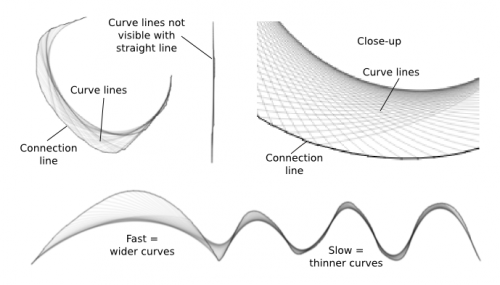 Curve lines not
visible with
straight line
Curve lines
Connection
line
Close-up
Curve lines
Connection
line
Fast =
wider curves
Slow =
thinner curves